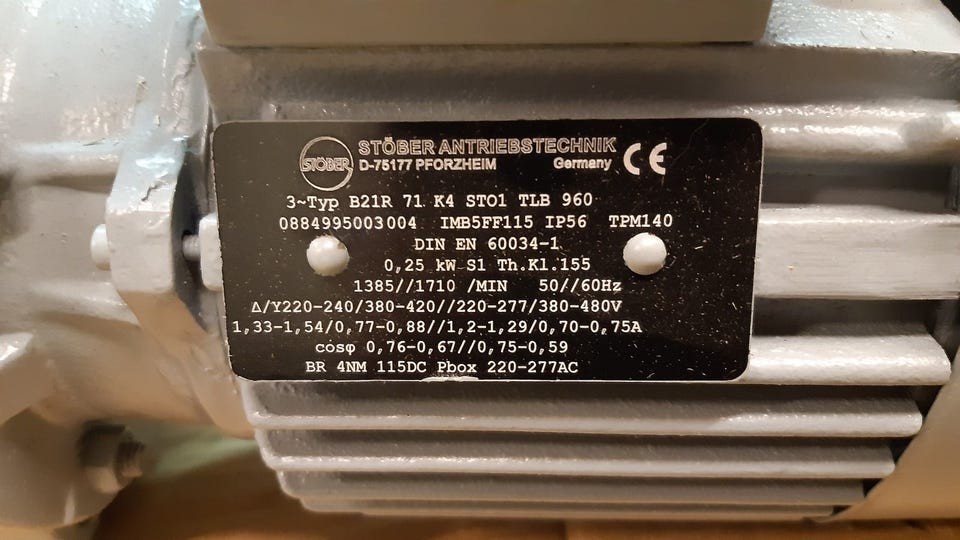 STÖBER
STÖBER ANTRIEBSTECHNIK
D-75177 PFORZHEIM Germany CE
3~Typ B21R 71 K4 STO1 TLB 960
0884995003004 IMB5FF115 IP56 TPM140
DIN EN 60034-1
0,25 kW S1 Th.Kl.155
1385//1710 /MIN 50//60Hz
Δ/Y220-240/380-420//220-277/380-480V
1,33-1,54/0,77-0,88//1,2-1,29/0,70-0,75A
cosφ 0,76-0,67//0,75-0,59
BR 4NM 115DC Pbox 220-277AC